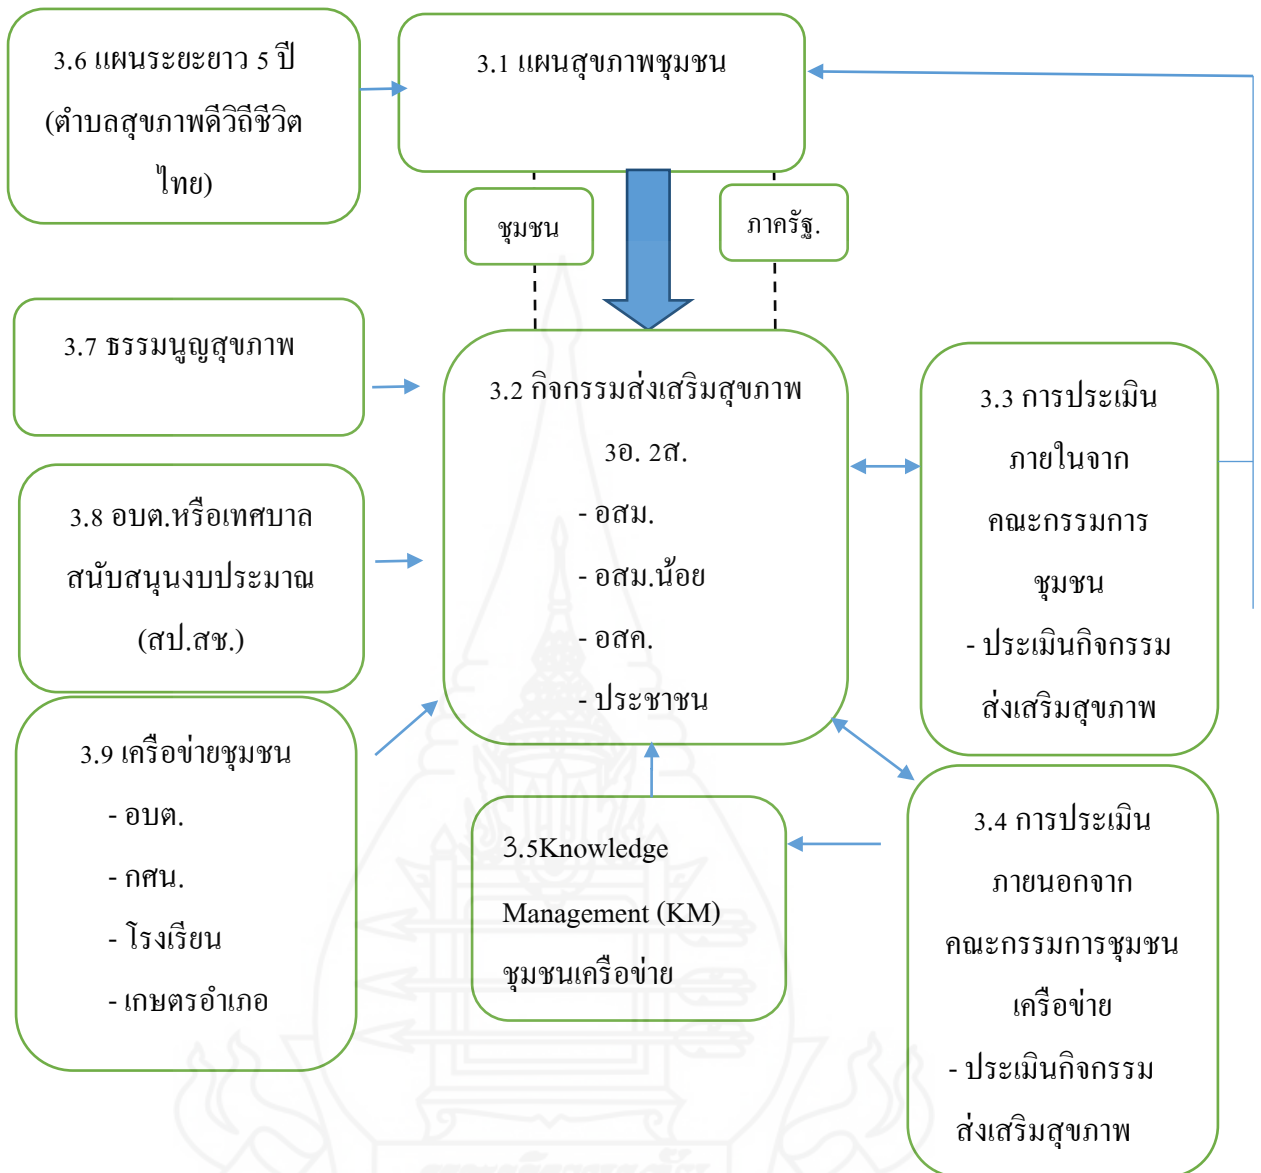 3.6 แผนระยะยาว 5 ปี
(ตำบลสุขภาพดีวิถีชีวิต
ไทย)
3.1 แผนสุขภาพชุมชน
ชุมชน
ภาครัฐ.
3.7 ธรรมนูญสุขภาพ
3.2 กิจกรรมส่งเสริมสุขภาพ
3อ. 2ส.
- อสม.
- อสม.น้อย
- อสค.
- ประชาชน
3.3 การประเมิน
ภายในจาก
คณะกรรมการ
ชุมชน
- ประเมินกิจกรรม
ส่งเสริมสุขภาพ
3.8 อบต.หรือเทศบาล
สนับสนุนงบประมาณ
(สป.สช.)
3.9 เครือข่ายชุมชน
- อบต.
- กศน.
- โรงเรียน
- เกษตรอำเภอ
3.5Knowledge
Management (KM)
ชุมชนเครือข่าย
3.4 การประเมิน
ภายนอกจาก
คณะกรรมการชุมชน
เครือข่าย
- ประเมินกิจกรรม
ส่งเสริมสุขภาพ